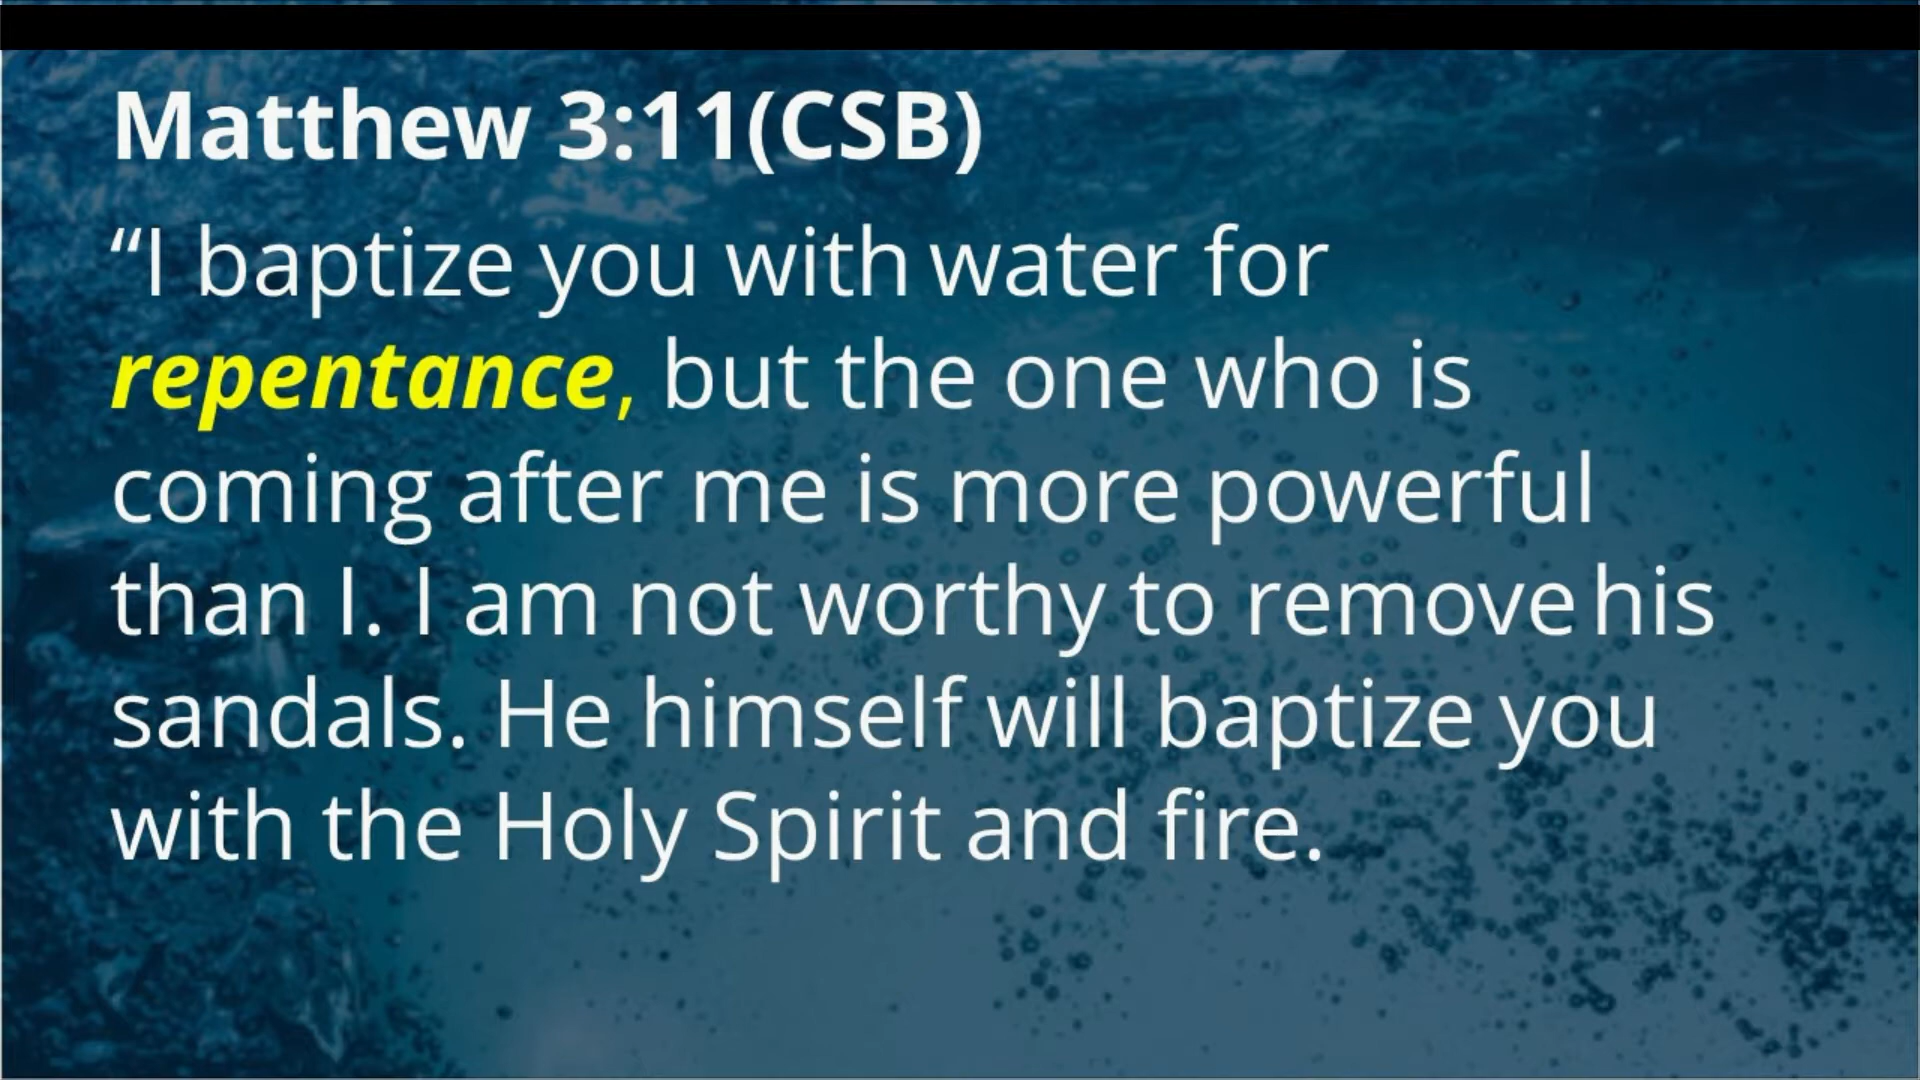 Matthew 3:11(CSB)
“I baptize you with water for
repentance, but the one who is
coming after me is more powerful
than I. I am not worthy to remove his
sandals. He himself will baptize you
with the Holy Spirit and fire.